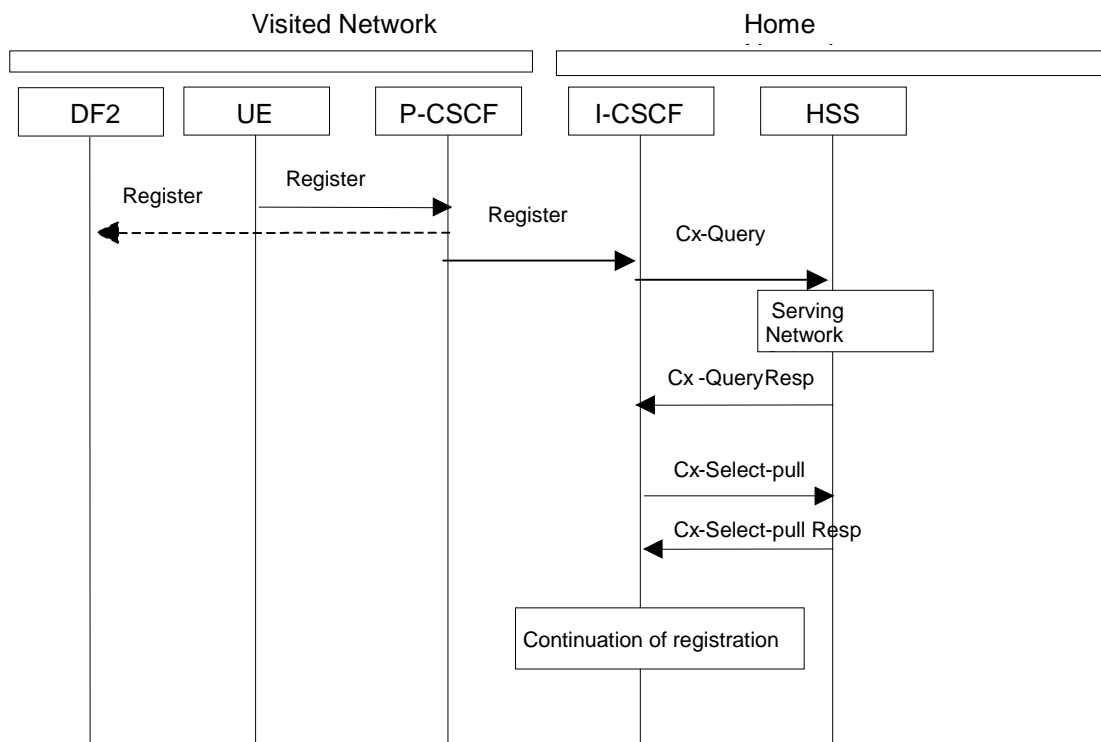 Visited Network
Home
DF2
UE
P-CSCF
I-CSCF
HSS
Register
Register
Register
Cx-Query
Serving
Network
Cx -QueryResp
Cx-Select-pull
Cx-Select-pull Resp
Continuation of registration